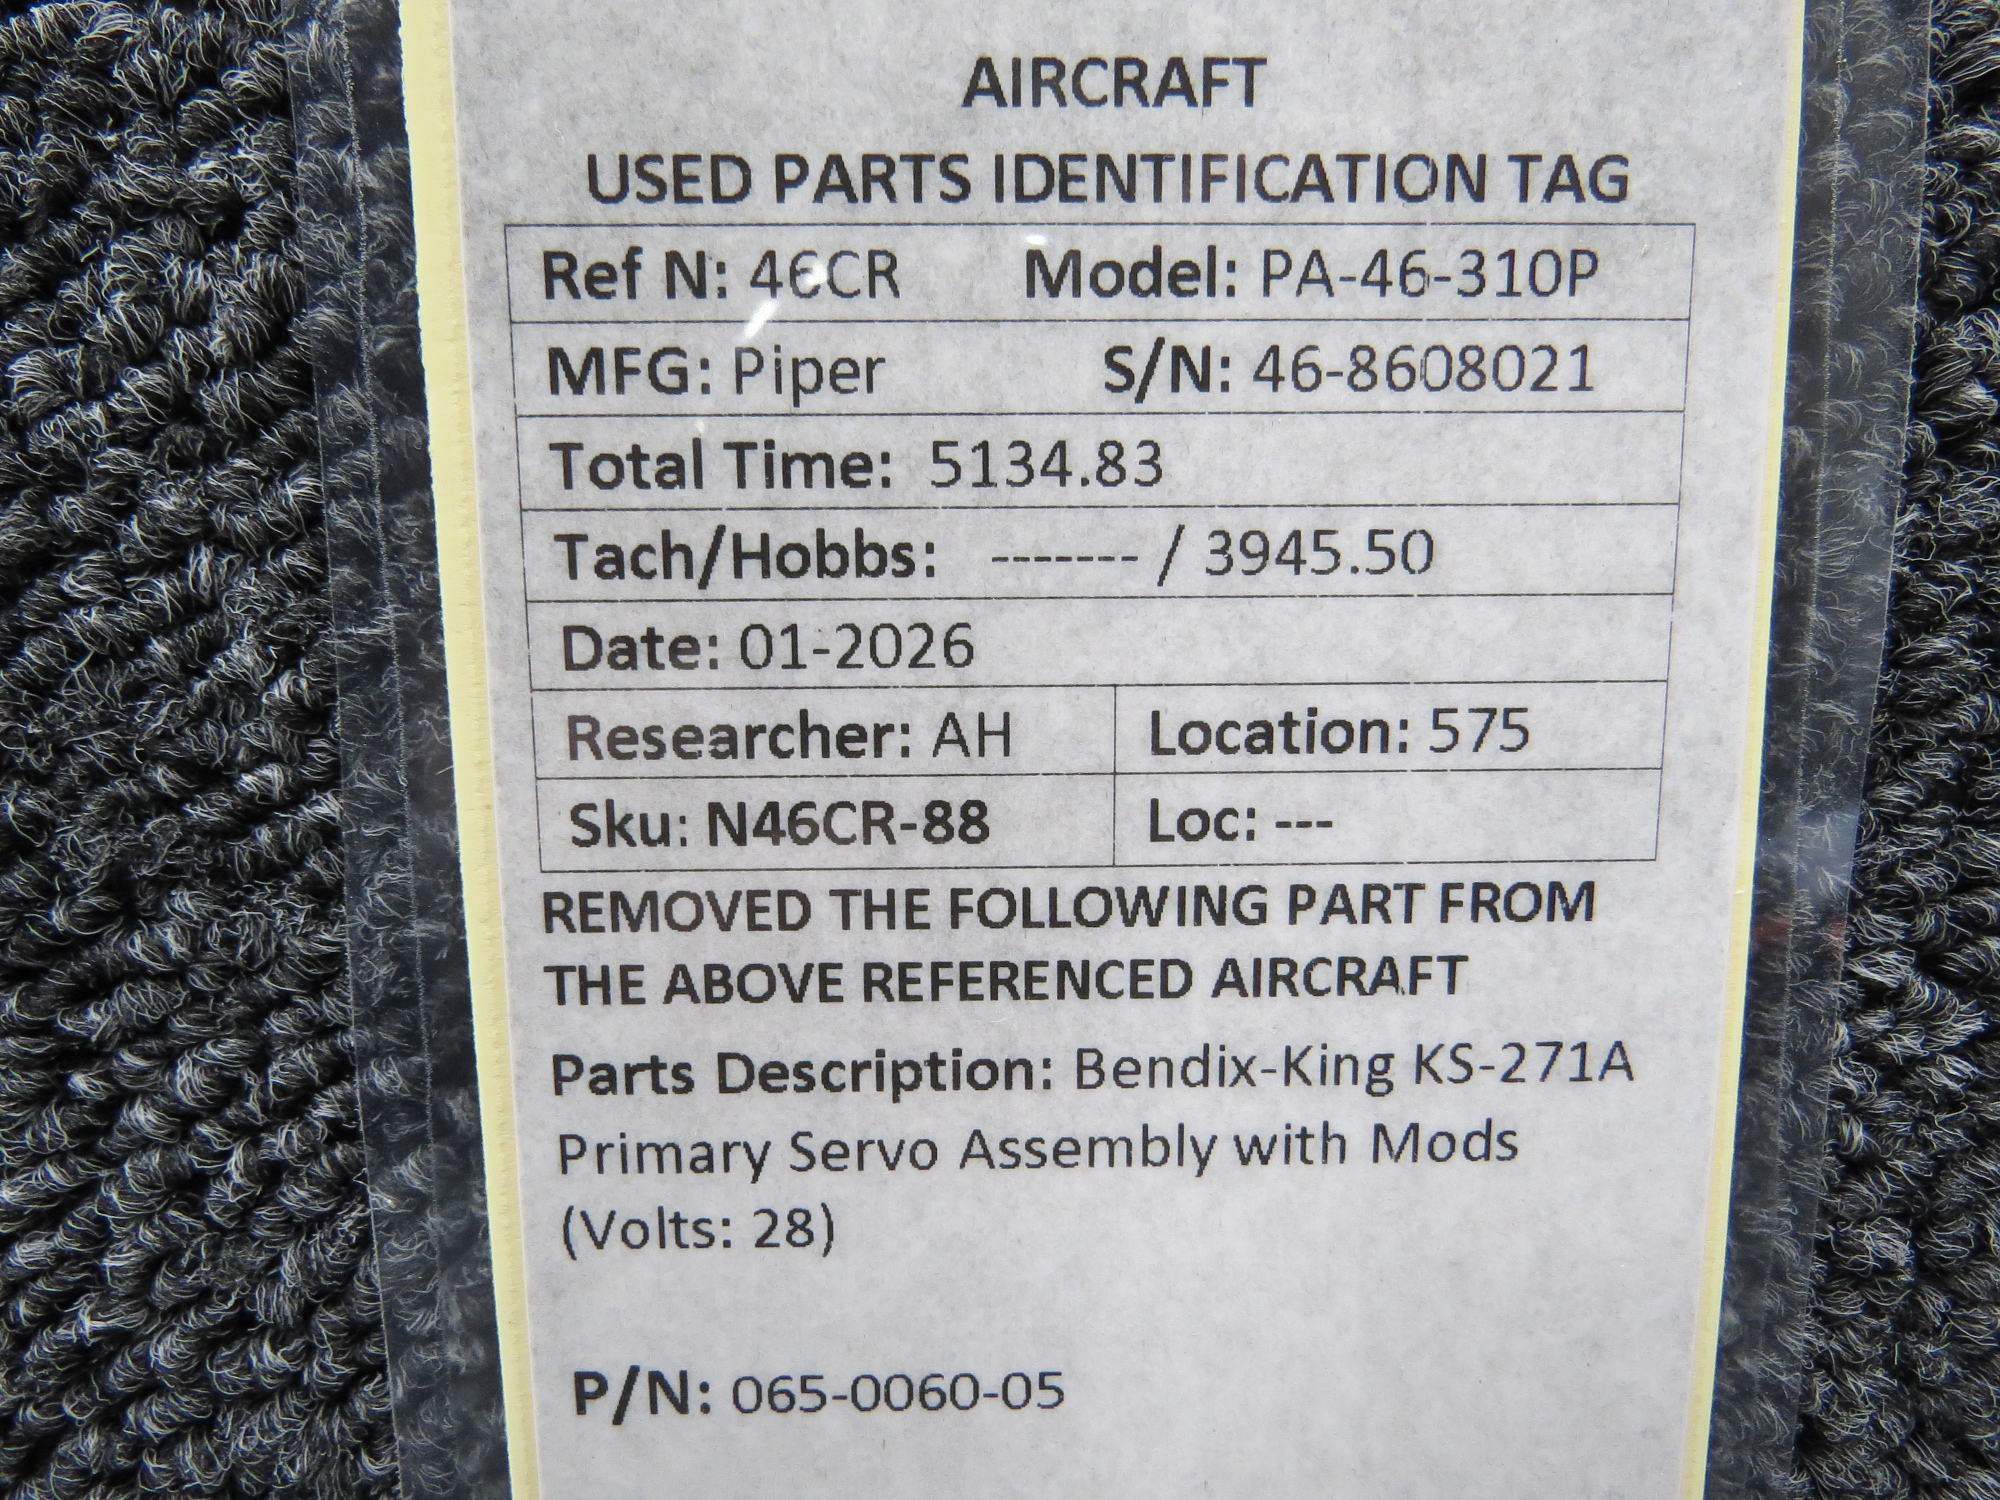 AIRCRAFT
USED PARTS IDENTIFICATION TAG
Ref N: 46CR Model: PA-46-310P
MFG: Piper S/N: 46-8608021
Total Time: 5134.83
Tach/Hobbs: ------- / 3945.50
Date: 01-2026
Researcher: AH Location: 575
Sku: N46CR-88 Loc: ---
REMOVED THE FOLLOWING PART FROM
THE ABOVE REFERENCED AIRCRAFT
Parts Description: Bendix-King KS-271A
Primary Servo Assembly with Mods
(Volts: 28)
P/N: 065-0060-05